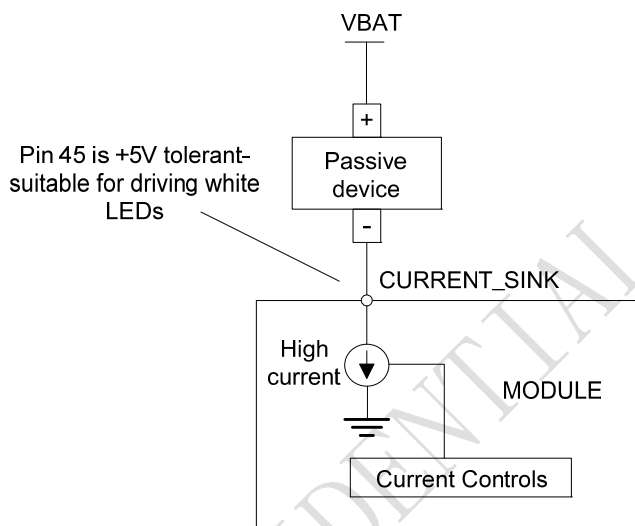 VBAT
+
Passive
device
-
Pin 45 is +5V tolerant–
suitable for driving white
LEDs
CURRENT_SINK
High
current
MODULE
Current Controls
DENTIAL